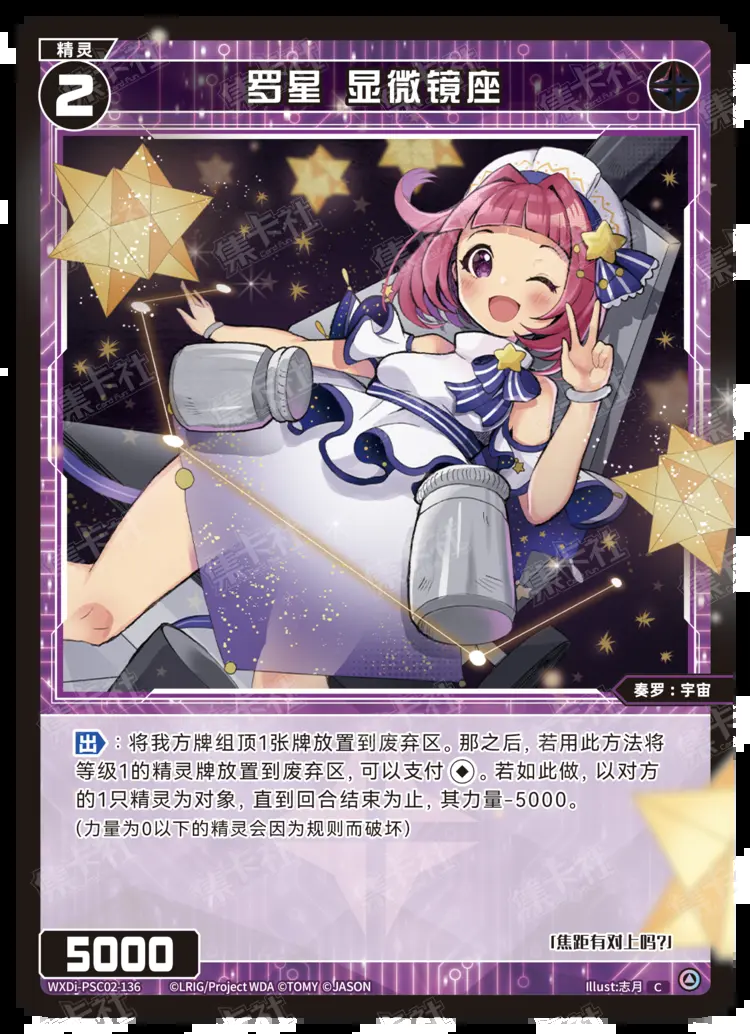 精灵
2
罗星 显微镜座
奏罗：宇宙
出：将我方牌组顶1张牌放置到废弃区。那之后，若用此方法将
等级1的精灵牌放置到废弃区，可以支付。若如此做，以对方
的1只精灵为对象，直到回合结束为止，其力量-5000。
（力量为0以下的精灵会因为规则而破坏）
「焦距有对上吗？」
5000
WXDi-PSC02-136 ©LRIG/Project WDA ©TOMY ©JASON Illust:志月 C
集卡社